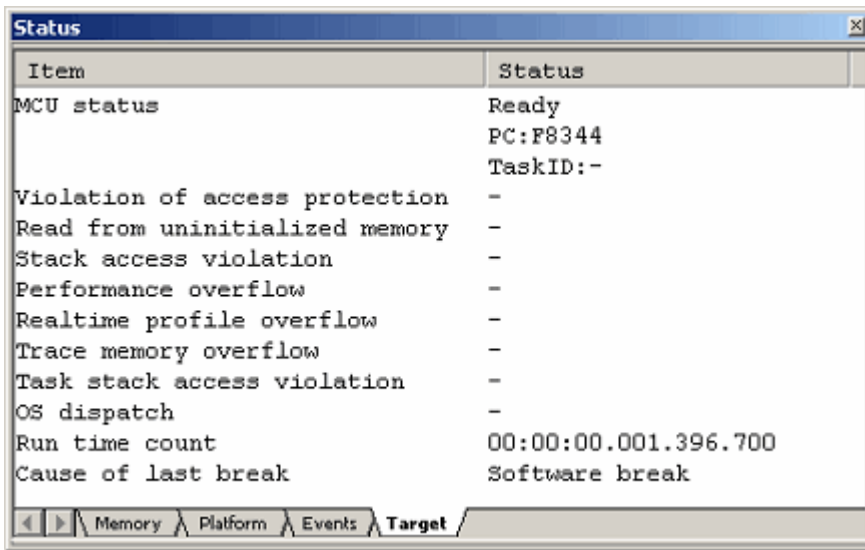 Status
Item Status
MCU status Ready
PC:F8344
TaskID:-
Violation of access protection -
Read from uninitialized memory -
Stack access violation -
Performance overflow -
Realtime profile overflow -
Trace memory overflow -
Task stack access violation -
OS dispatch -
Run time count 00:00:00.001.396.700
Cause of last break Software break
Memory Platform Events Target